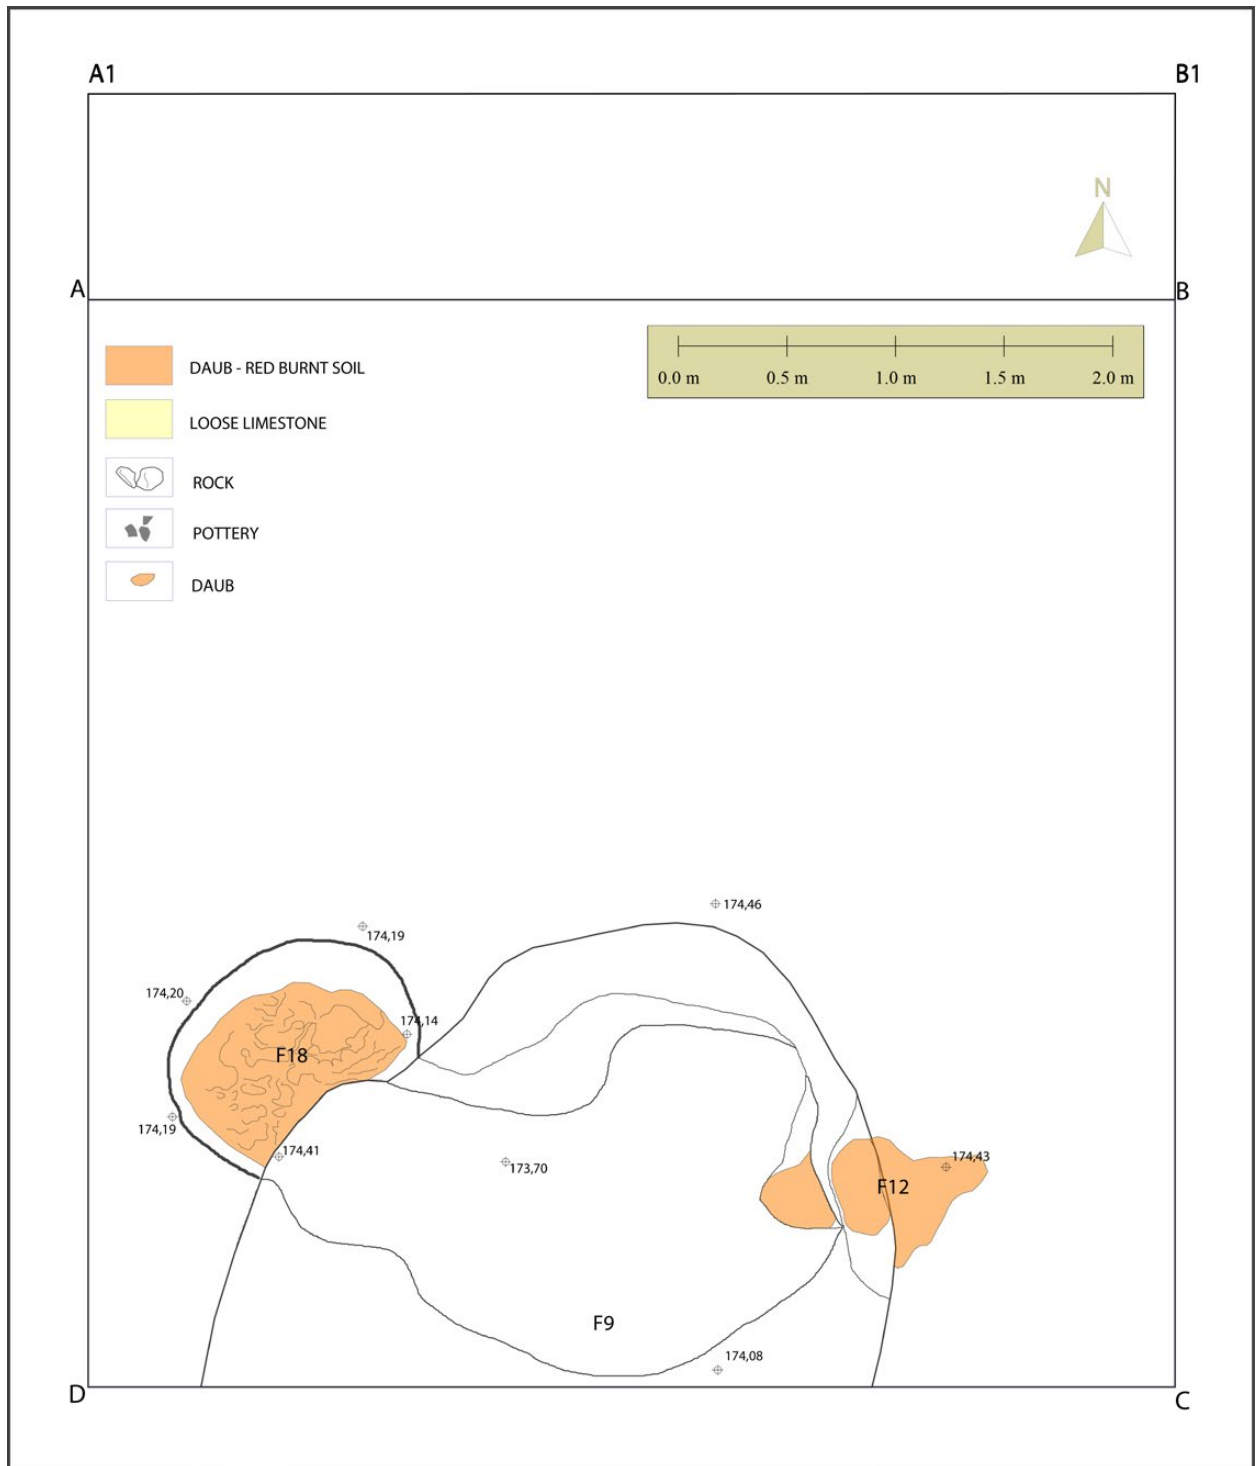 A1
B1
N
A
B
DAUB - RED BURNT SOIL
0.0 m 0.5 m 1.0 m 1.5 m 2.0 m
LOOSE LIMESTONE
ROCK
POTTERY
DAUB
174,46
174,19
174,20
174,14
F18
174,19
174,41
173,70
174,43
F12
F9
174,08
D
C